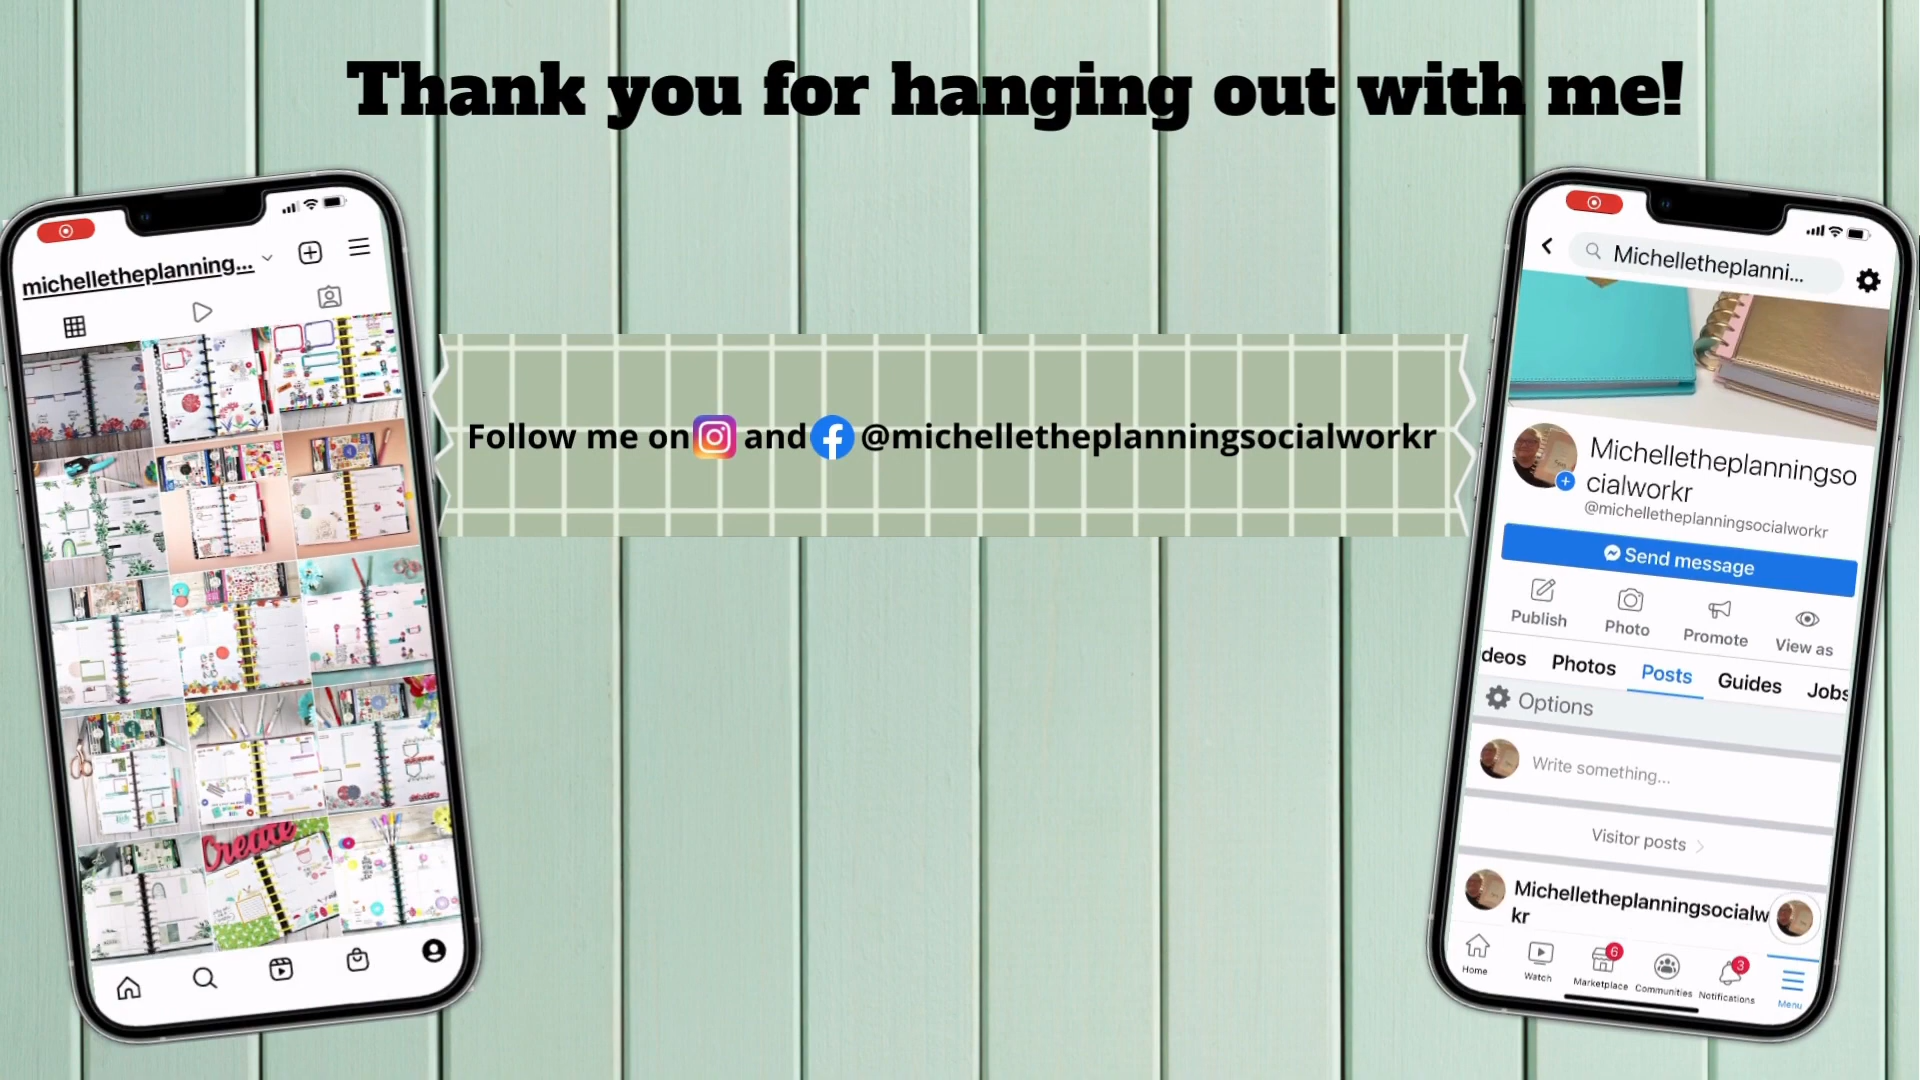 Thank you for hanging out with me!
michelletheplanning...
Create
Follow me on and @michelletheplanningsocialworkr
Michelletheplanni...
Michelletheplanningso
cialworkr
@michelletheplanningsocialworkr
Send message
Publish Photo Promote View as
deos Photos Posts Guides Jobs
Options
Write something...
Visitor posts
Michelletheplanningsocialw
kr
6 3
Home Watch Marketplace Communities Notifications Menu